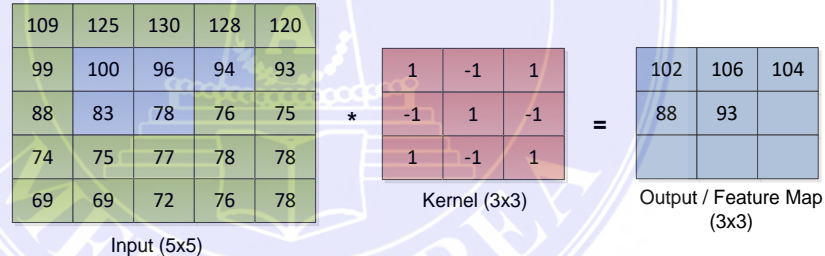 109 125 130 128 120
99 100 96 94 93
88 83 78 76 75
74 75 77 78 78
69 69 72 76 78
Input (5x5)
*
1 -1 1
-1 1 -1
1 -1 1
Kernel (3x3)
=
102 106 104
88 93
Output / Feature Map
(3x3)